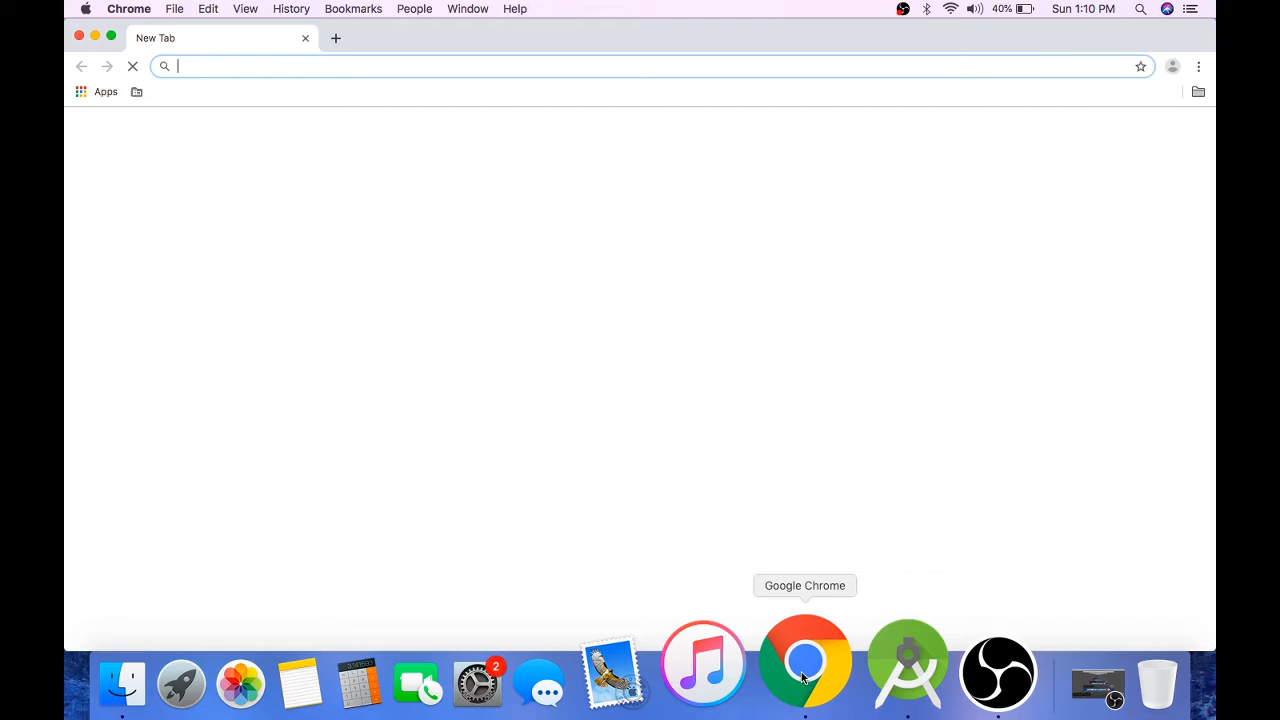 Chrome File Edit View History Bookmarks People Window Help 40% Sun 1:10 PM
New Tab
Apps
Google Chrome
2